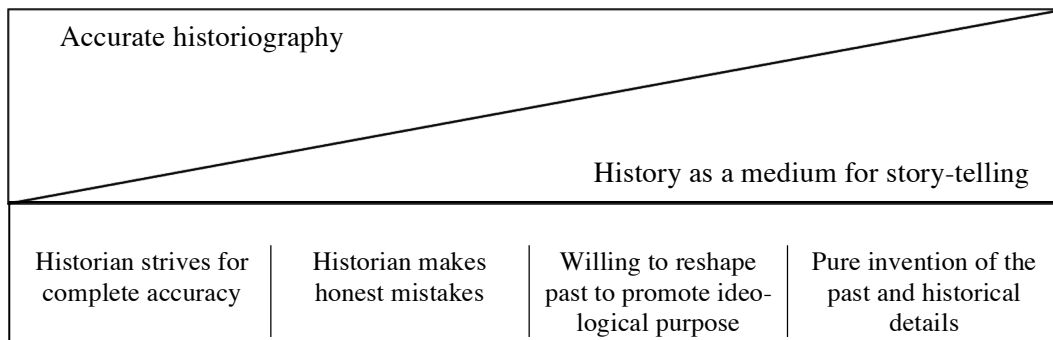 Accurate historiography
History as a medium for story-telling
Historian strives for
complete accuracy
Historian makes
honest mistakes
Willing to reshape
past to promote ideo-
logical purpose
Pure invention of the
past and historical
details